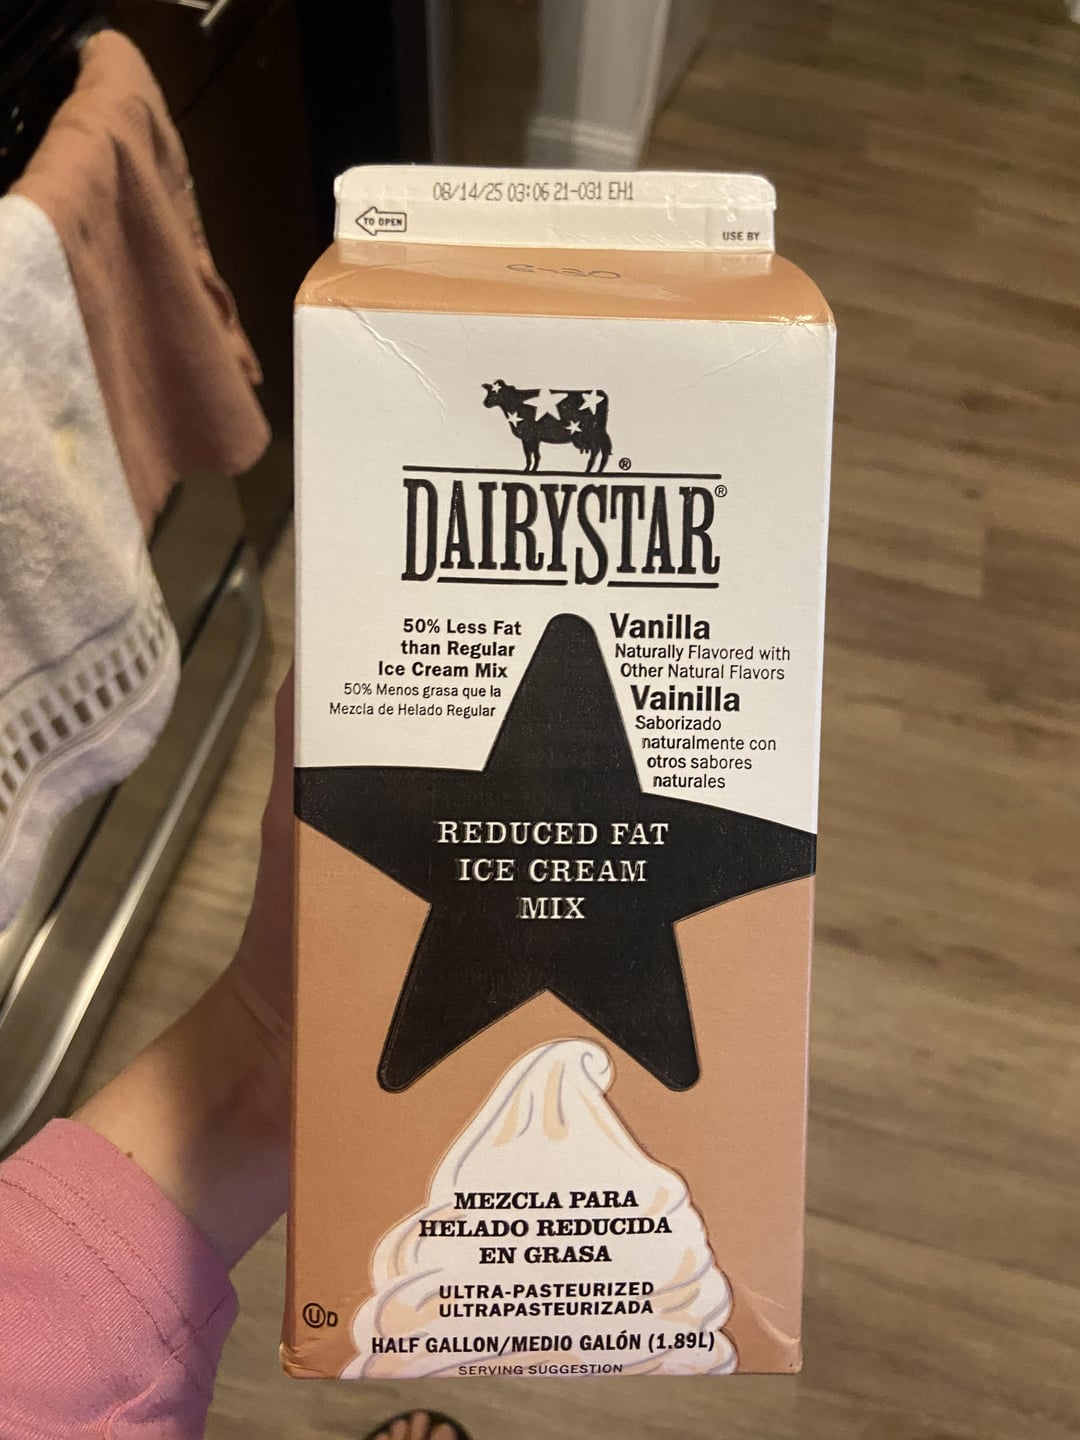 08/14/25 03:06 21-031 EH1
TO OPEN
USE BY
DAIRYSTAR®
50% Less Fat
than Regular
Ice Cream Mix
50% Menos grasa que la
Mezcla de Helado Regular
Vanilla
Naturally Flavored with
Other Natural Flavors
Vainilla
Saborizado
naturalmente con
otros sabores
naturales
REDUCED FAT
ICE CREAM
MIX
MEZCLA PARA
HELADO REDUCIDA
EN GRASA
ULTRA-PASTEURIZED
ULTRAPASTEURIZADA
UD
HALF GALLON/MEDIO GALÓN (1.89L)
SERVING SUGGESTION